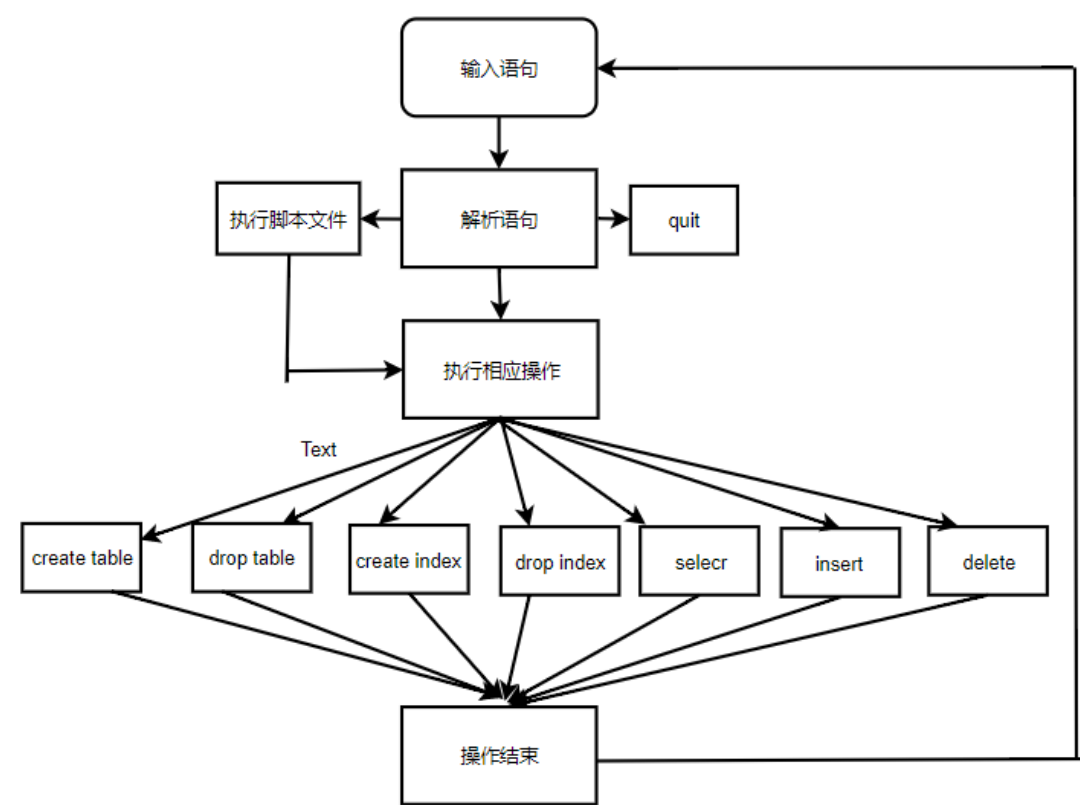 输入语句
执行脚本文件
解析语句
quit
执行相应操作
Text
create table
drop table
create index
drop index
selecr
insert
delete
操作结束